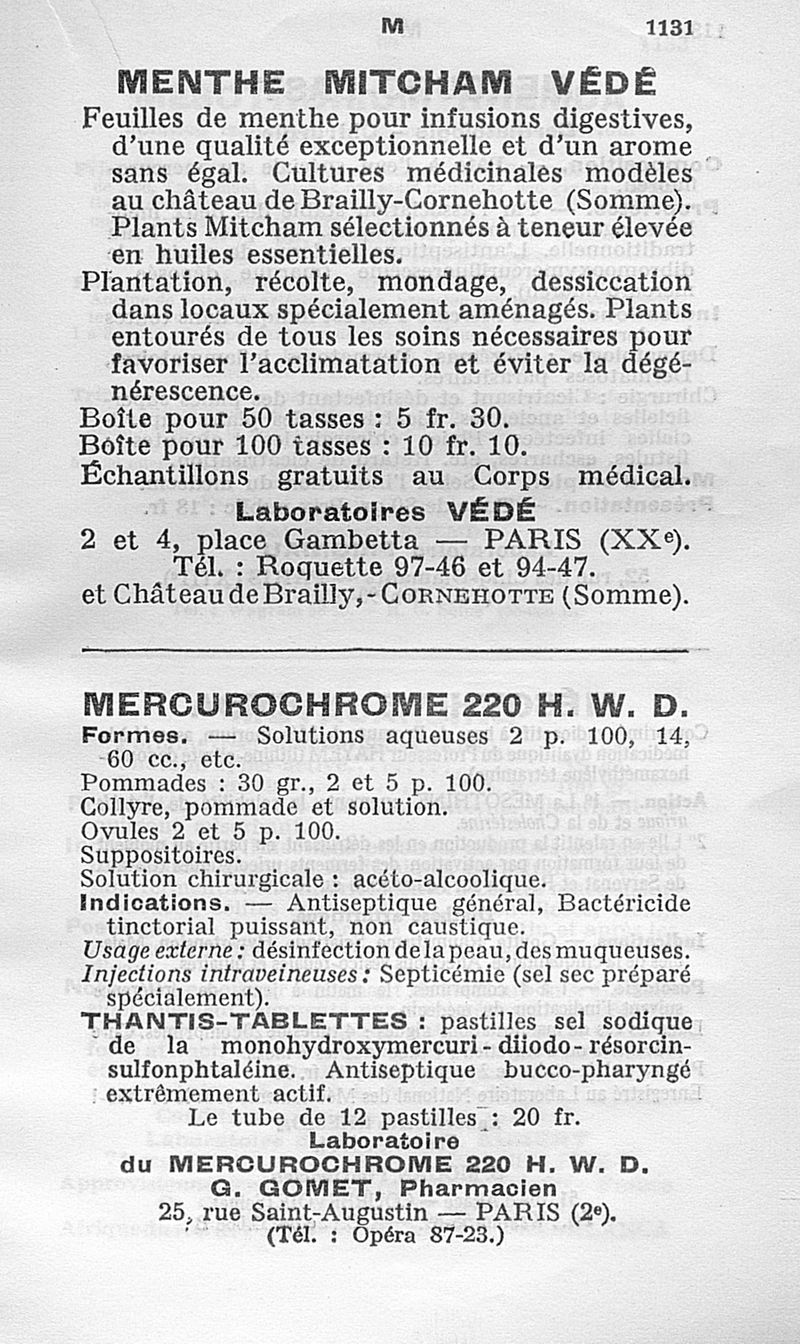 M 1131
MENTHE MITCHAM VÉDÉ
Feuilles de menthe pour infusions digestives,
d'une qualité exceptionnelle et d'un arome
sans égal. Cultures médicinales modèles
au château de Brailly-Cornehotte (Somme).
Plants Mitcham sélectionnés à teneur élevée
en huiles essentielles.
Plantation, récolte, mondage, dessiccation
dans locaux spécialement aménagés. Plants
entourés de tous les soins nécessaires pour
favoriser l'acclimatation et éviter la dégé-
nérescence.
Boîte pour 50 tasses : 5 fr. 30.
Boîte pour 100 tasses : 10 fr. 10.
Échantillons gratuits au Corps médical.
Laboratoires VÉDÉ
2 et 4, place Gambetta — PARIS (XXe).
Tél. : Roquette 97-46 et 94-47.
et Château de Brailly,-CORNEHOTTE (Somme).
MERCUROCHROME 220 H. W. D.
Formes. — Solutions aqueuses 2 p. 100, 14,
60 cc., etc.
Pommades : 30 gr., 2 et 5 p. 100.
Collyre, pommade et solution.
Ovules 2 et 5 p. 100.
Suppositoires.
Solution chirurgicale : acéto-alcoolique.
Indications. — Antiseptique général, Bactéricide
tinctorial puissant, non caustique.
Usage externe : désinfection de la peau, des muqueuses.
Injections intraveineuses : Septicémie (sel sec préparé
spécialement).
THANTIS-TABLETTES : pastilles sel sodique
de la monohydroxymercuri-diiodo-résorcin-
sulfonphtaléine. Antiseptique bucco-pharyngé
extrêmement actif.
Le tube de 12 pastilles : 20 fr.
Laboratoire
du MERCUROCHROME 220 H. W. D.
G. GOMET, Pharmacien
25, rue Saint-Augustin — PARIS (2e).
(Tél. : Opéra 87-23.)